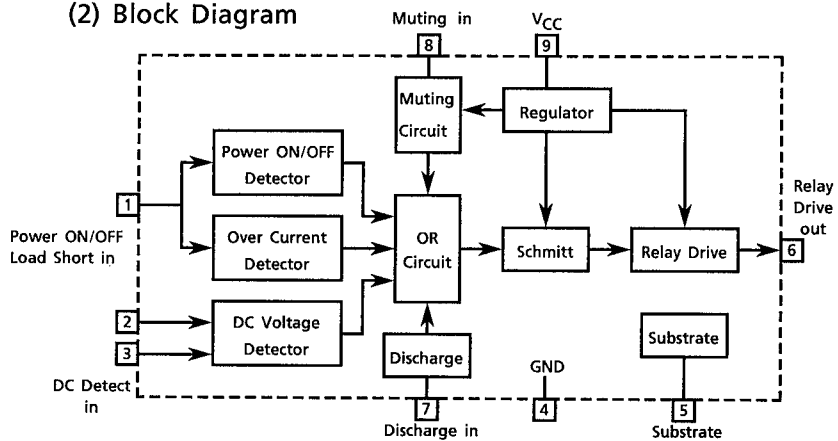 (2) Block Diagram
Muting in
VCC
8
9
Muting
Circuit
Regulator
Power ON/OFF
Detector
1
Power ON/OFF
Load Short in
Over Current
Detector
OR
Circuit
Schmitt
Relay Drive
Relay
Drive
out
6
2
3
DC Voltage
Detector
DC Detect
in
Discharge
7
Discharge in
GND
4
Substrate
5
Substrate